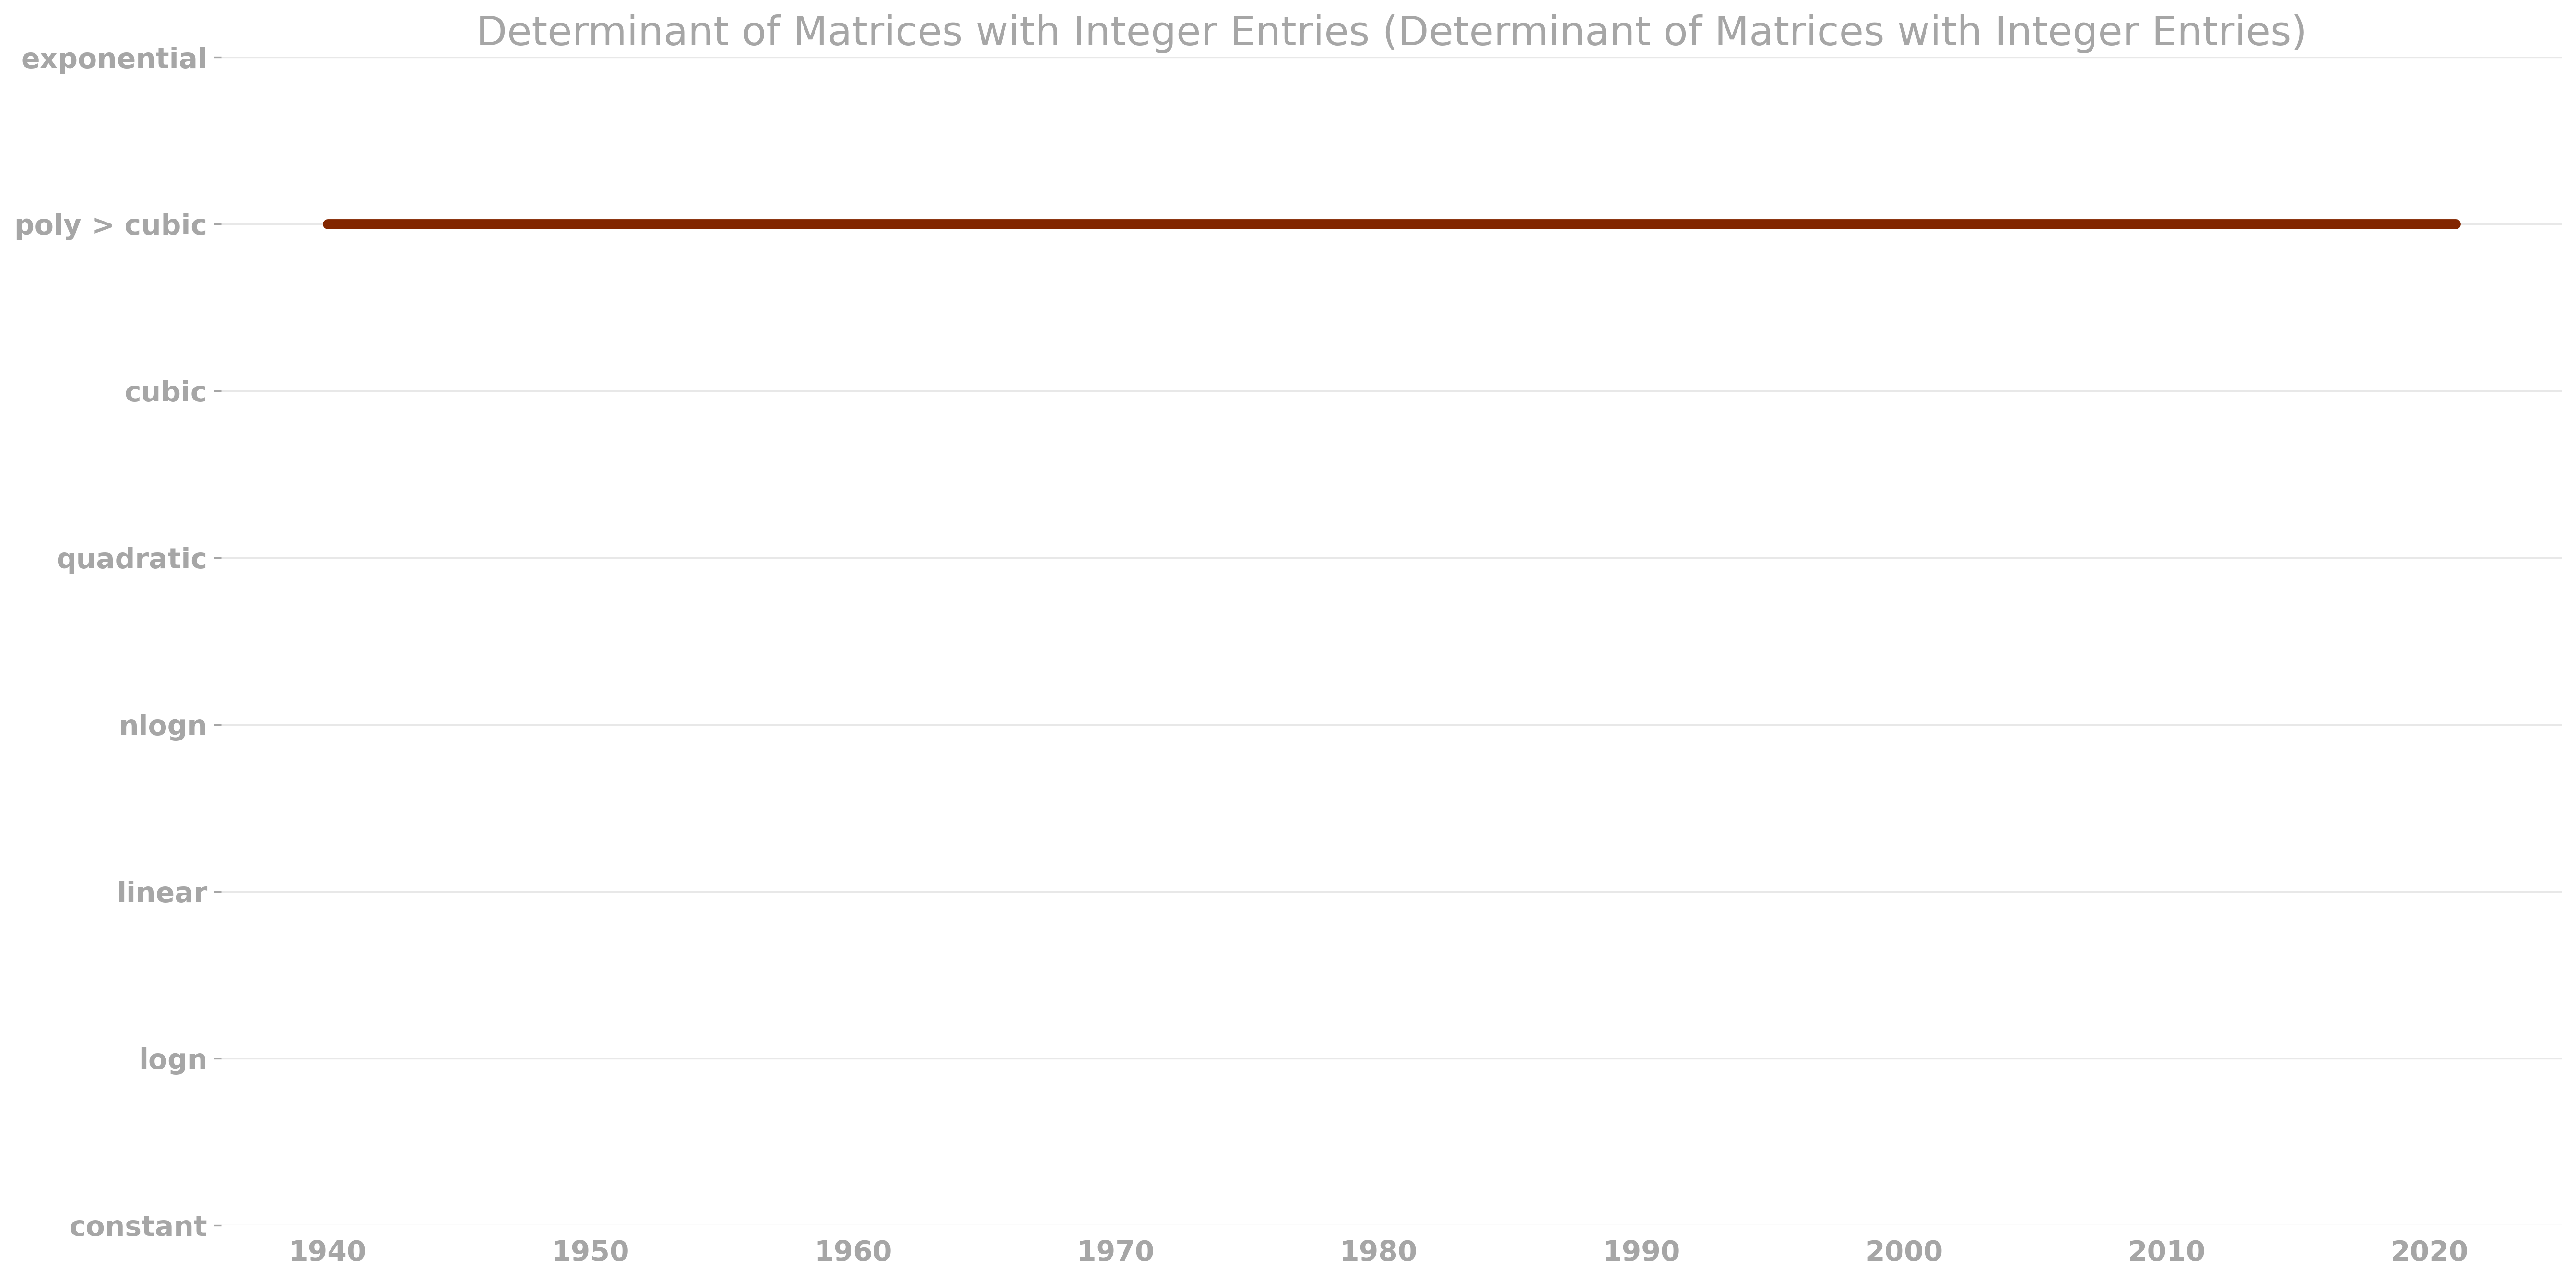 Determinant of Matrices with Integer Entries (Determinant of Matrices with Integer Entries)
exponential
poly > cubic
cubic
quadratic
nlogn
linear
logn
constant
1940 1950 1960 1970 1980 1990 2000 2010 2020